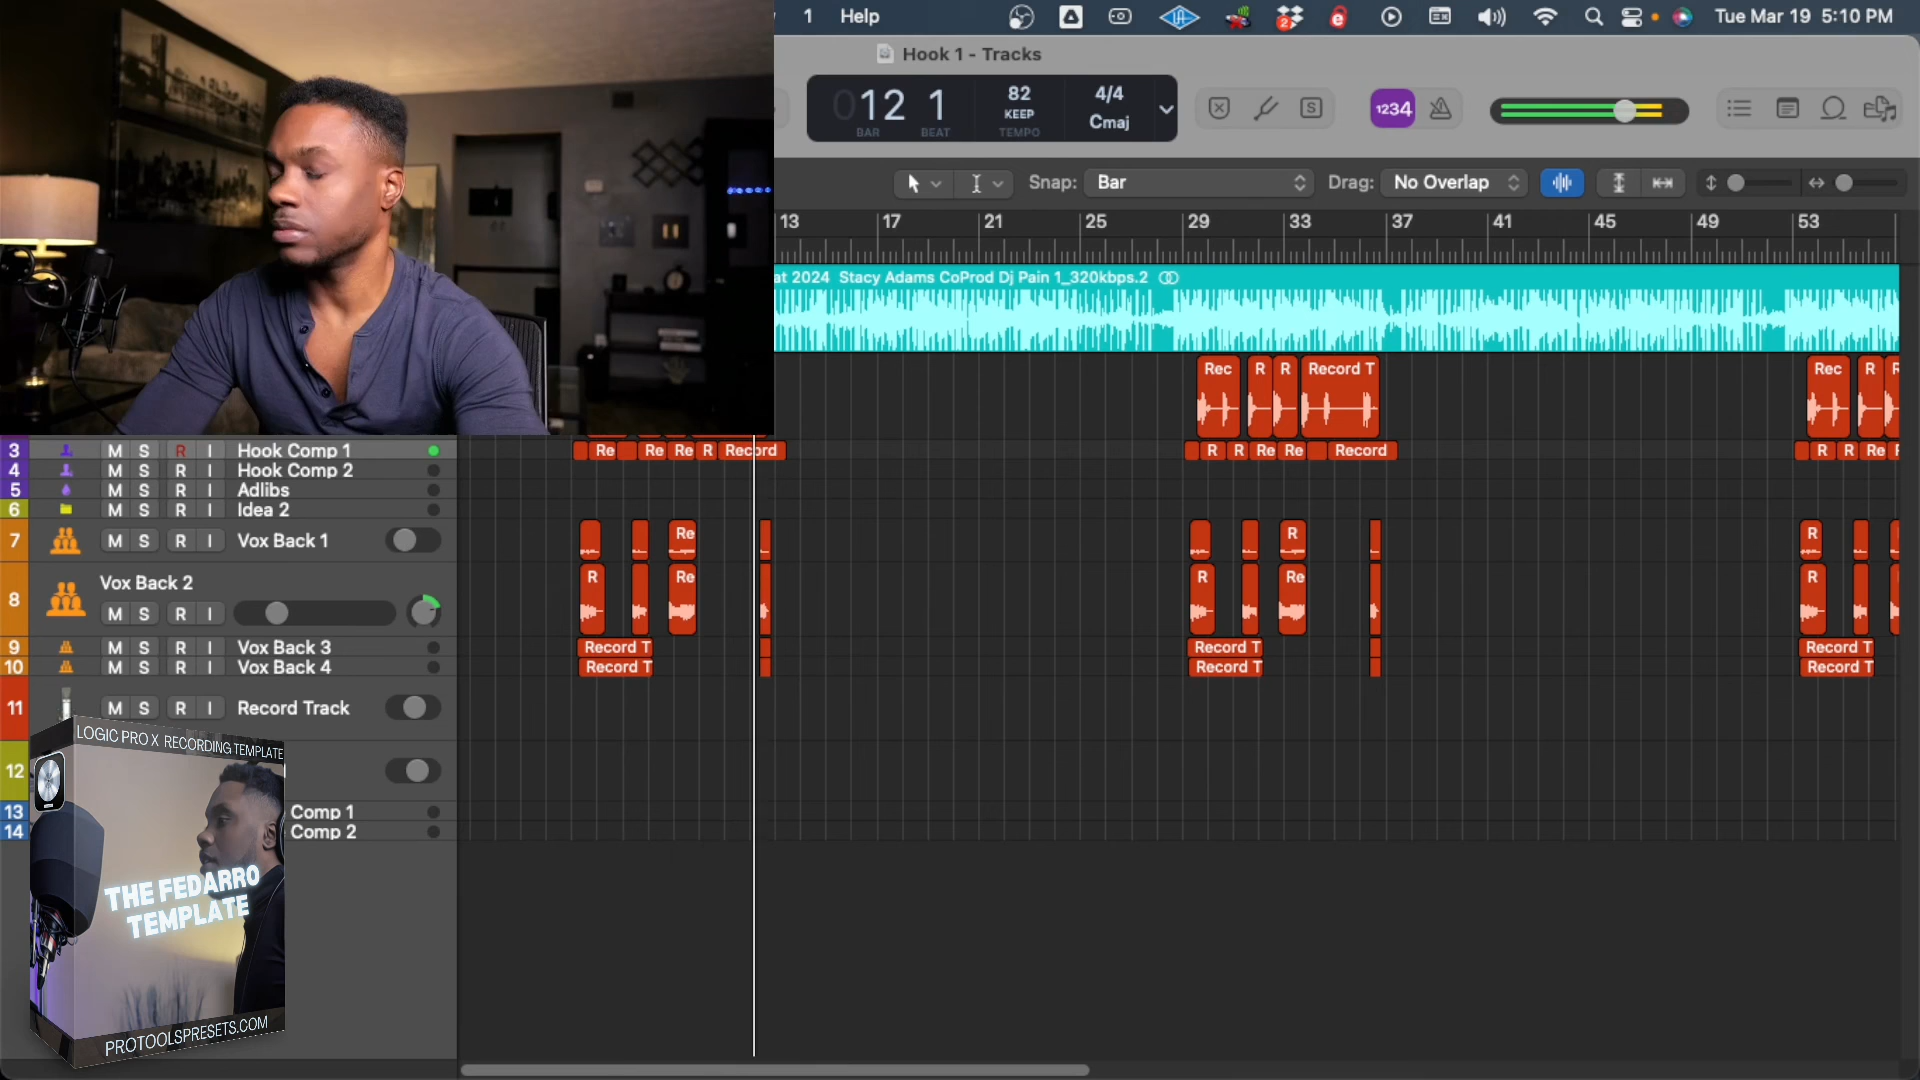 1 Help
Tue Mar 19 5:10 PM
Hook 1 - Tracks
012 1
BAR BEAT
82
KEEP
TEMPO
4/4
Cmaj
S
1234
Snap: Bar
Drag: No Overlap
13 17 21 25 29 33 37 41 45 49 53
at 2024 Stacy Adams CoProd Dj Pain 1_320kbps.2
Rec R R Record T Rec R R
3 M S R I Hook Comp 1
Re Re Re R Record R R Re Re Record R R Re
4 M S R I Hook Comp 2
5 M S R I Adlibs
6 M S R I Idea 2
7 M S R I Vox Back 1
Re R R
8 Vox Back 2
M S R I
R Re R Re R
9 M S R I Vox Back 3
Record T Record T Record T
10 M S R I Vox Back 4
Record T Record T Record T
11 M S R I Record Track
12
13 Comp 1
14 Comp 2
LOGIC PRO X RECORDING TEMPLATE
THE FEDARRO
TEMPLATE
PROTOOLSPRESETS.COM